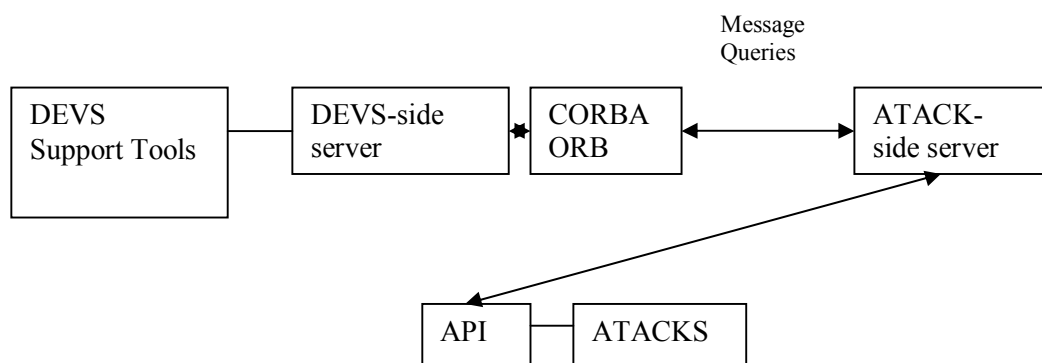 Message
Queries
DEVS
Support Tools
DEVS-side
server
CORBA
ORB
ATACK-
side server
API
ATACKS